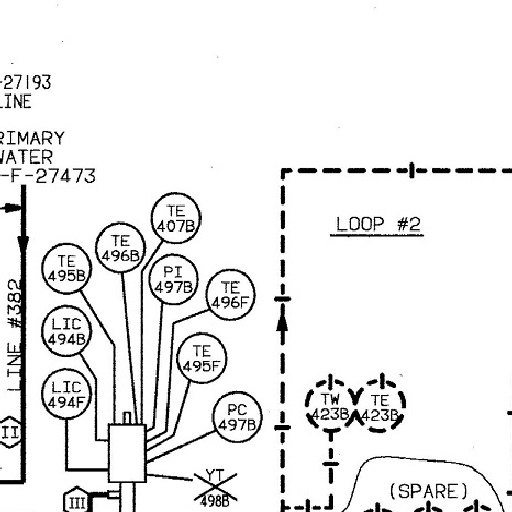 -27193
LINE
RIMARY
WATER
-F-27473
LOOP #2
TE
407B
TE
496B
TE
495B
PI
497B
TE
496F
LIC
494B
TE
495F
LIC
494F
PC
497B
LINE #382
TW
423B
TE
423B
II
YT
498B
III
(SPARE)